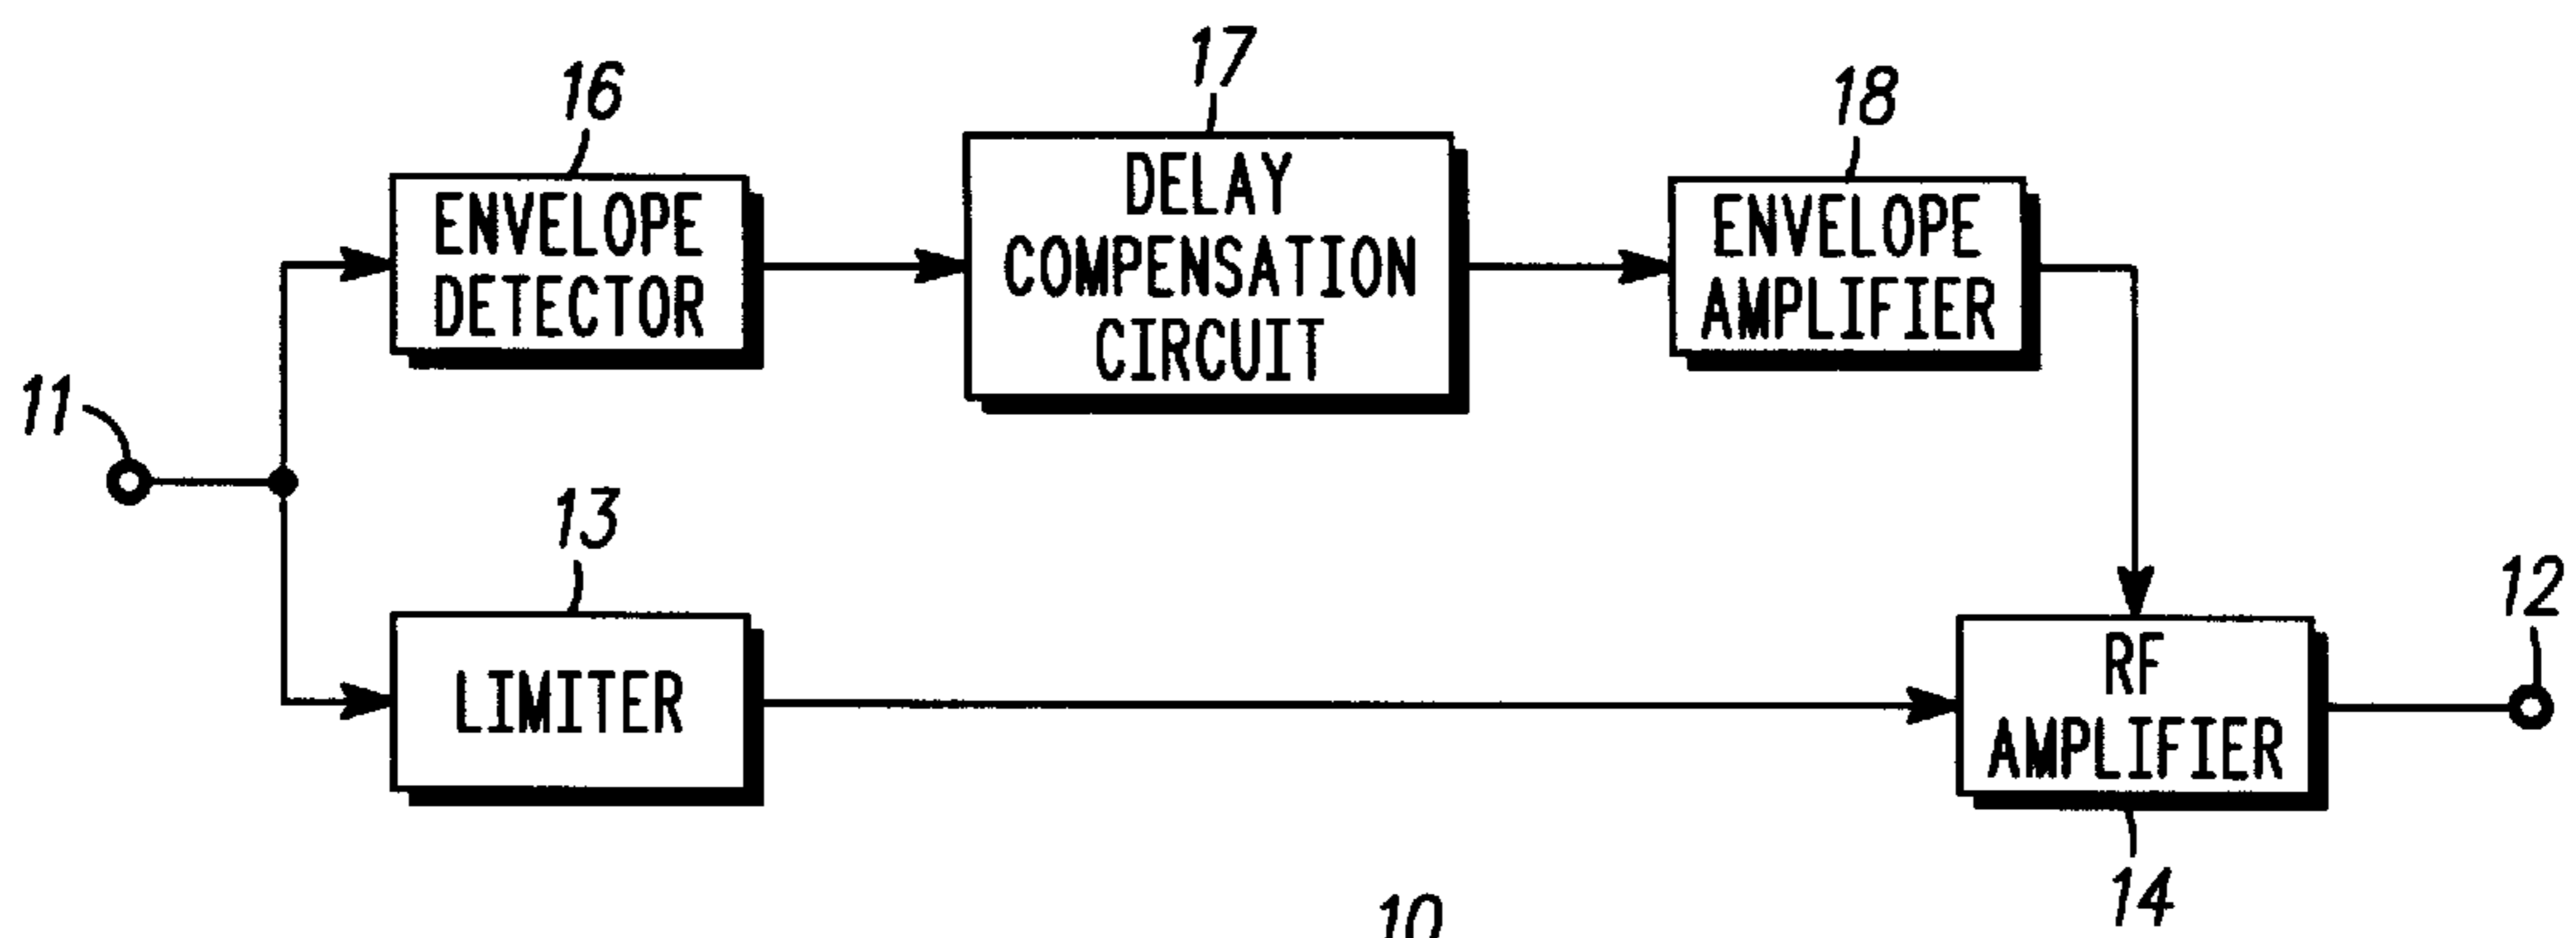 17
16
18
ENVELOPE
DETECTOR
DELAY
COMPENSATION
CIRCUIT
ENVELOPE
AMPLIFIER
11
13
12
LIMITER
RF
AMPLIFIER
14
10